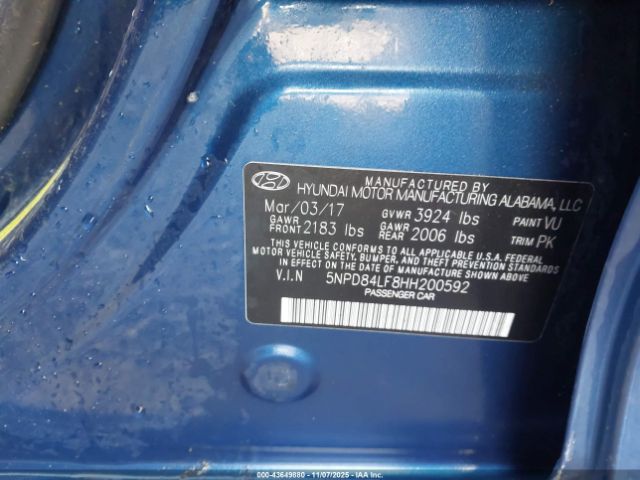 MANUFACTURED BY
HYUNDAI MOTOR MANUFACTURING ALABAMA, LLC
Mar/03/17 GVWR 3924 lbs PAINT VU
GAWR FRONT 2183 lbs GAWR REAR 2006 lbs TRIM PK
THIS VEHICLE CONFORMS TO ALL APPLICABLE U.S.A FEDERAL
MOTOR VEHICLE SAFETY, BUMPER, AND THEFT PREVENTION
STANDARDS IN EFFECT ON THE DATE OF MANUFACTURE SHOWN ABOVE
V.I.N 5NPD84LF8HH200592
PASSENGER CAR
000-43649880 - 11/07/2025 - IAAI.COM